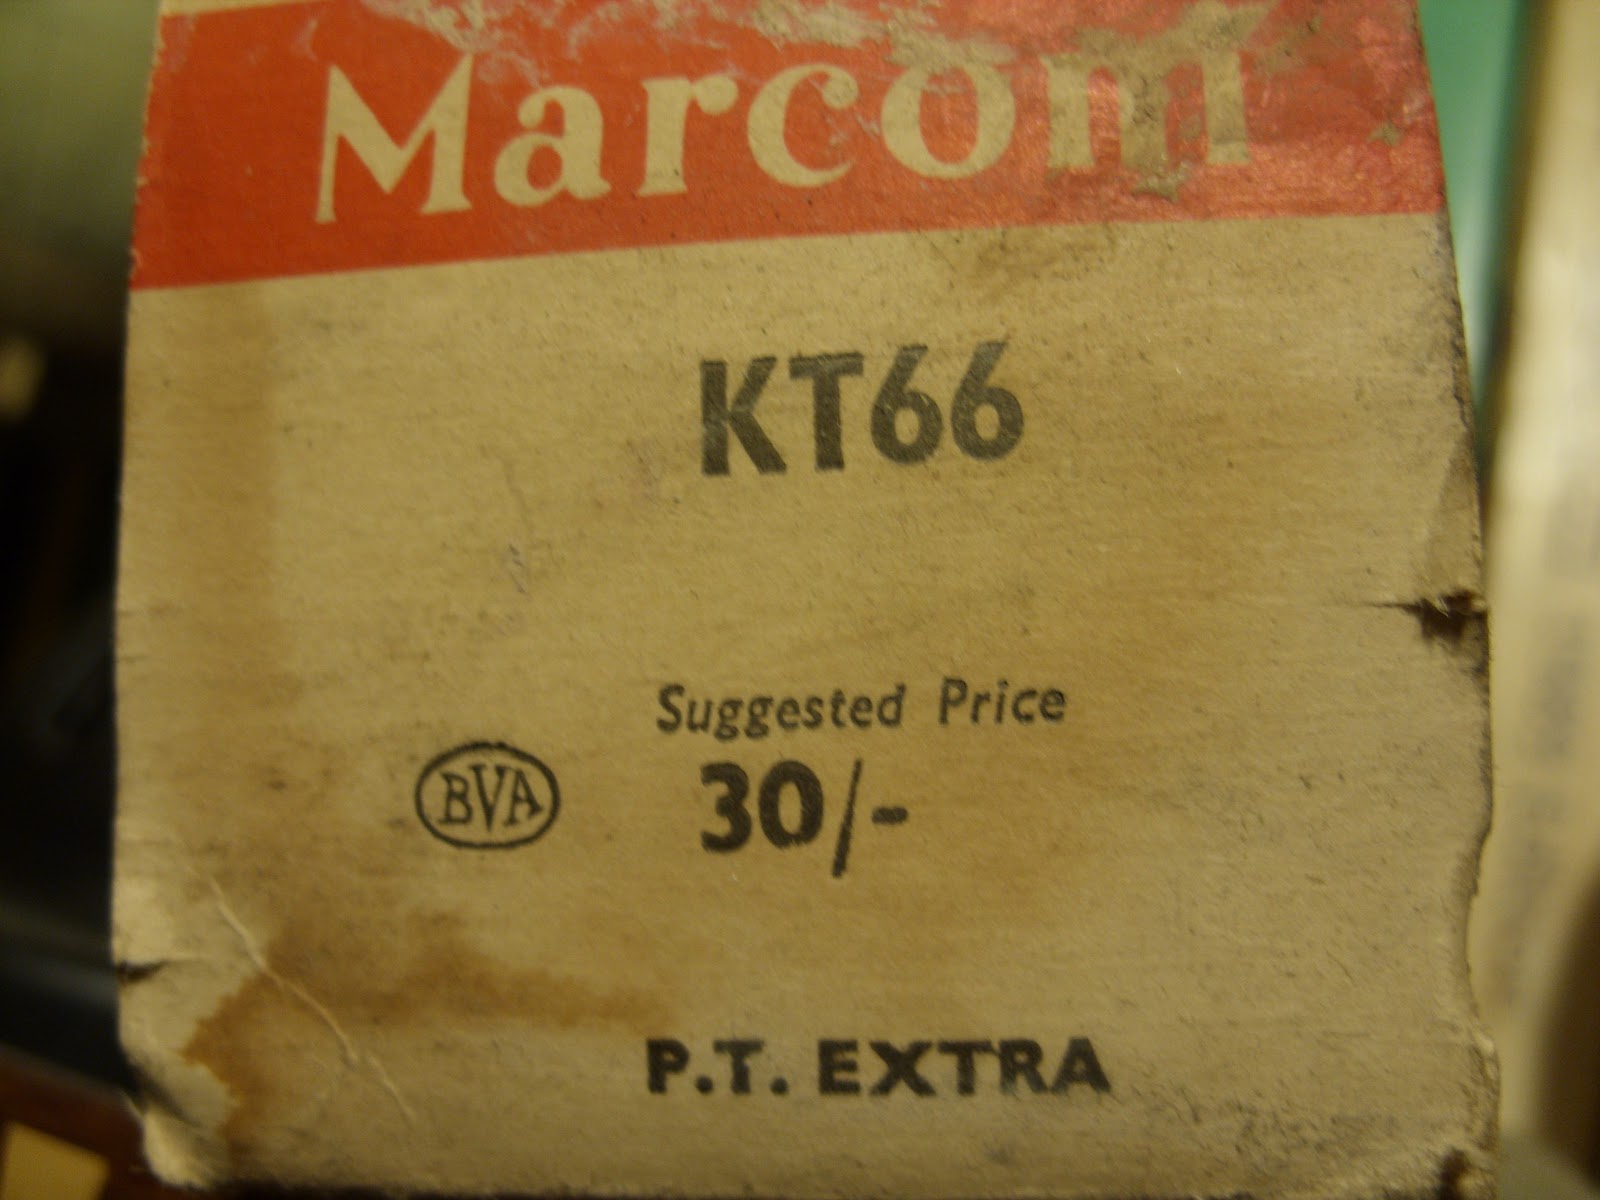 Marconi
KT66
Suggested Price
BVA 30/-
P.T. EXTRA